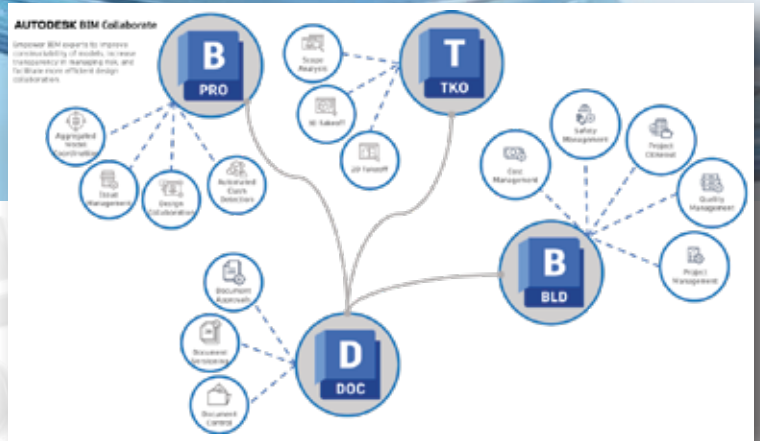 AUTODESK BIM Collaborate
Empower BIM experts to improve
constructability of models, increase
transparency in managing risk, and
facilitate more efficient design
collaboration.
B
PRO
T
TKO
Scope
Analysis
3D Takeoff
2D Takeoff
Aggregated
Model
Coordination
Issue
Management
Design
Collaboration
Automated
Clash
Detection
Safety
Management
Project
Cost
Management
Quality
Management
Project
Management
B
BLD
Document
Approvals
Document
Versioning
Document
Control
D
DOC